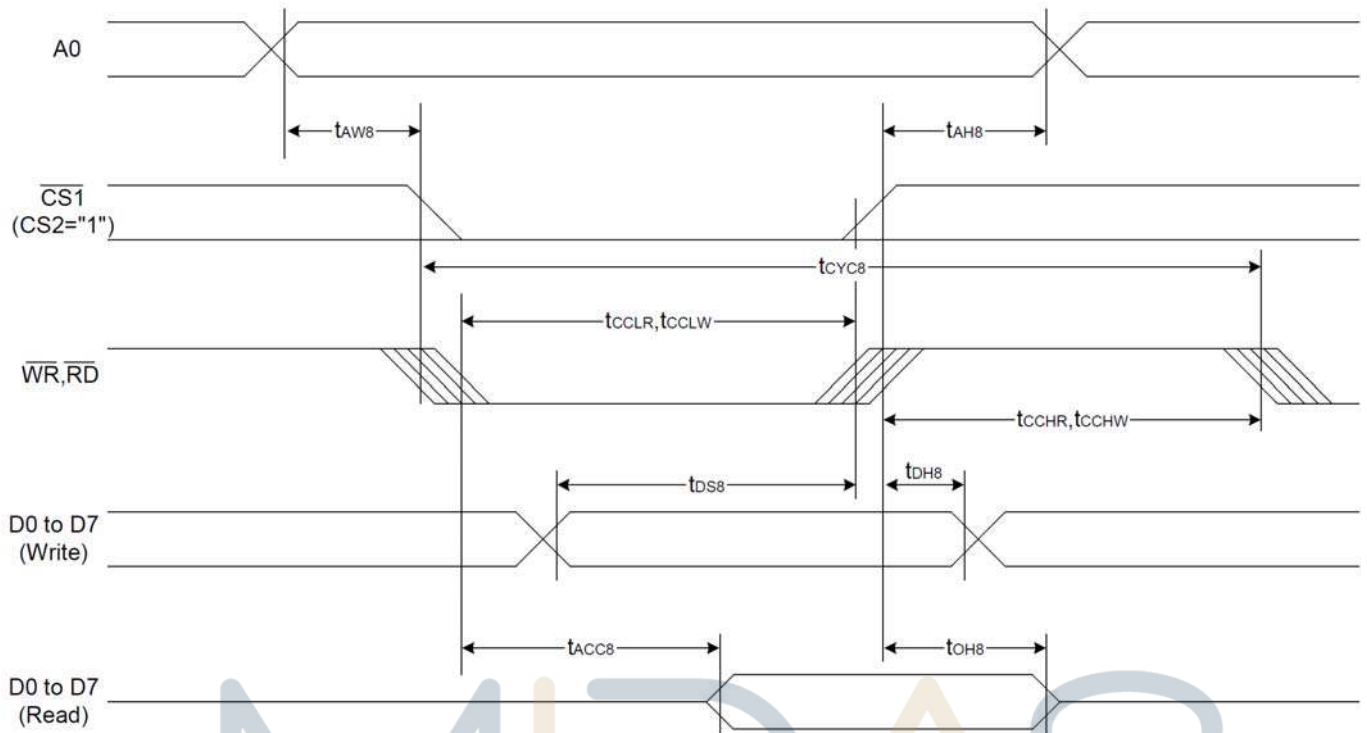 A0
tAW8
tAH8
CS1
(CS2="1")
tCYC8
tCCLR,tCCLW
WR,RD
tCCHR,tCCHW
tDS8
tDH8
D0 to D7
(Write)
tACC8
tOH8
D0 to D7
(Read)
MIDAS